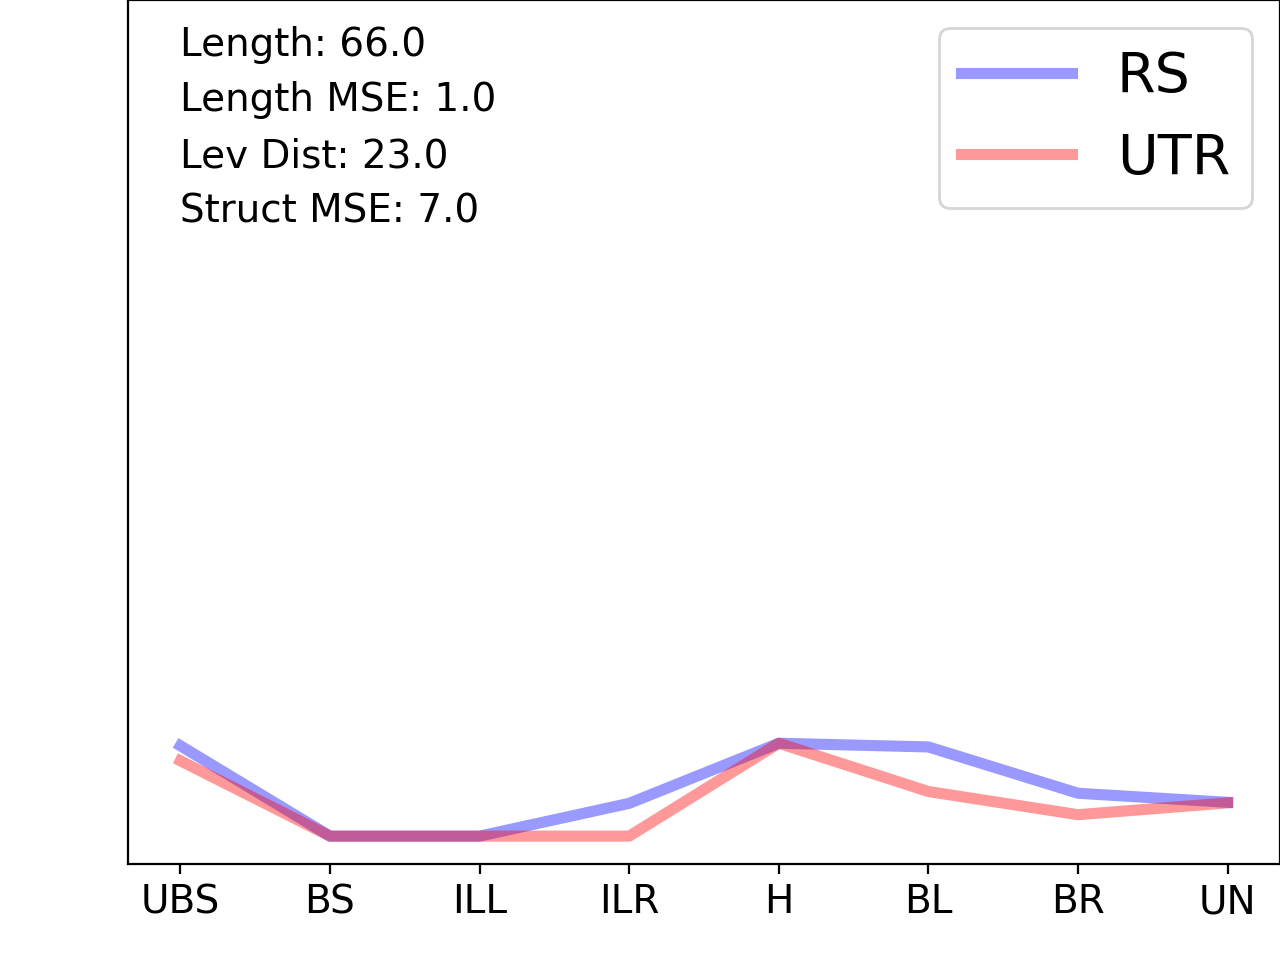 Length: 66.0
Length MSE: 1.0
Lev Dist: 23.0
Struct MSE: 7.0
RS
UTR
UBS BS ILL ILR H BL BR UN